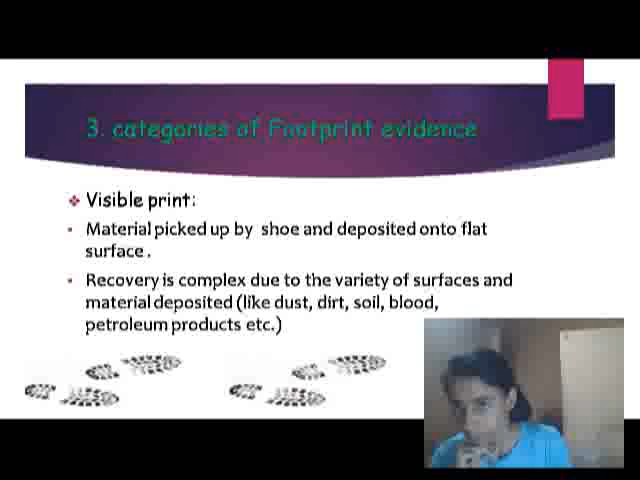 3. categories of Footprint evidence
Visible print:
Material picked up by shoe and deposited onto flat
surface .
Recovery is complex due to the variety of surfaces and
material deposited (like dust, dirt, soil, blood,
petroleum products etc.)